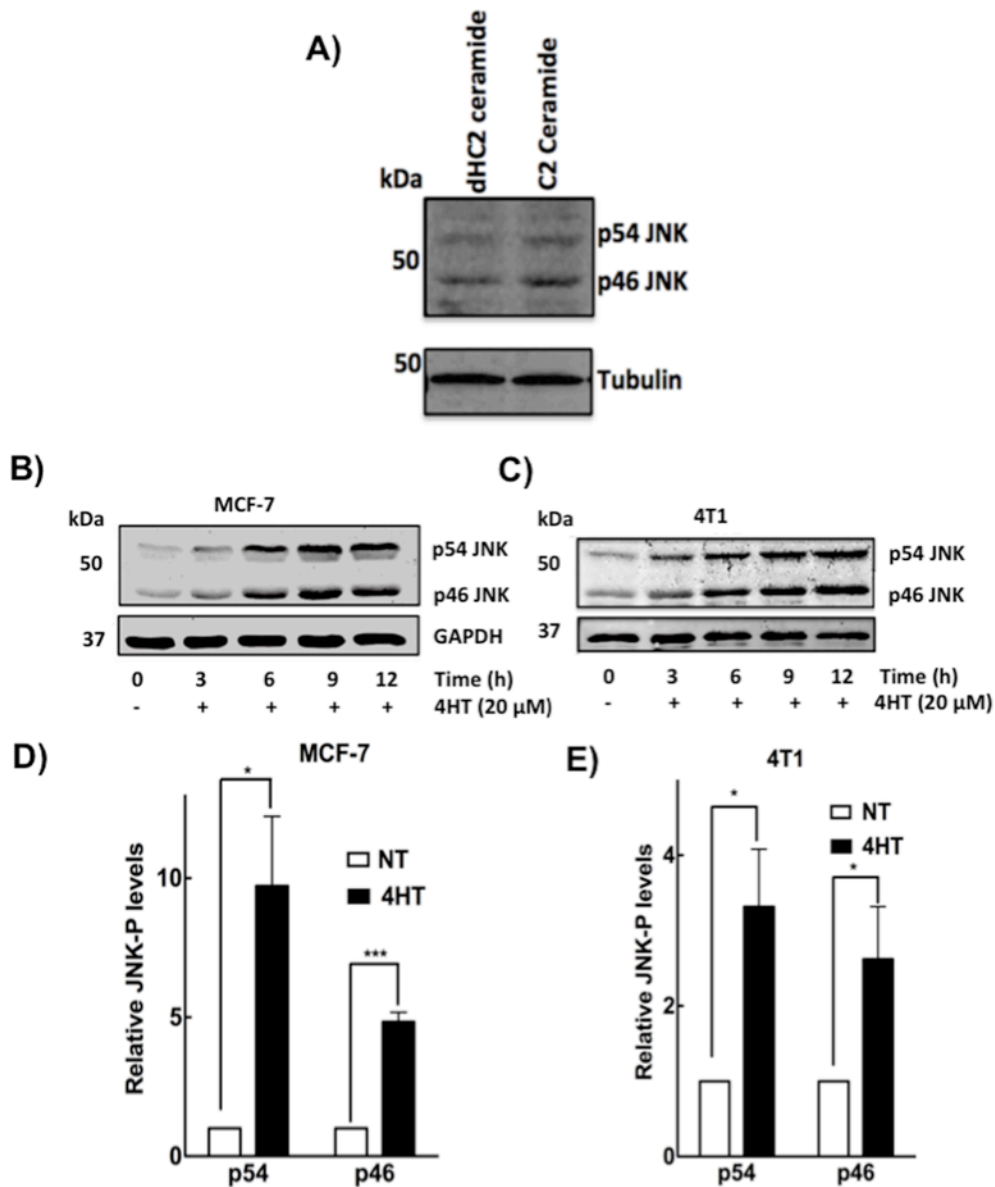 A)
dHC2 ceramide
C2 Ceramide
kDa
p54 JNK
50
p46 JNK
50
Tubulin
B)
MCF-7
kDa
p54 JNK
50
p46 JNK
37
GAPDH
0 3 6 9 12 Time (h)
- + + + + 4HT (20 µM)
C)
4T1
kDa
p54 JNK
50
p46 JNK
37
0 3 6 9 12 Time (h)
- + + + + 4HT (20 µM)
D)
MCF-7
*
NT
4HT
***
Relative JNK-P levels
10
5
0
p54 p46
E)
4T1
*
NT
4HT
*
Relative JNK-P levels
4
2
0
p54 p46